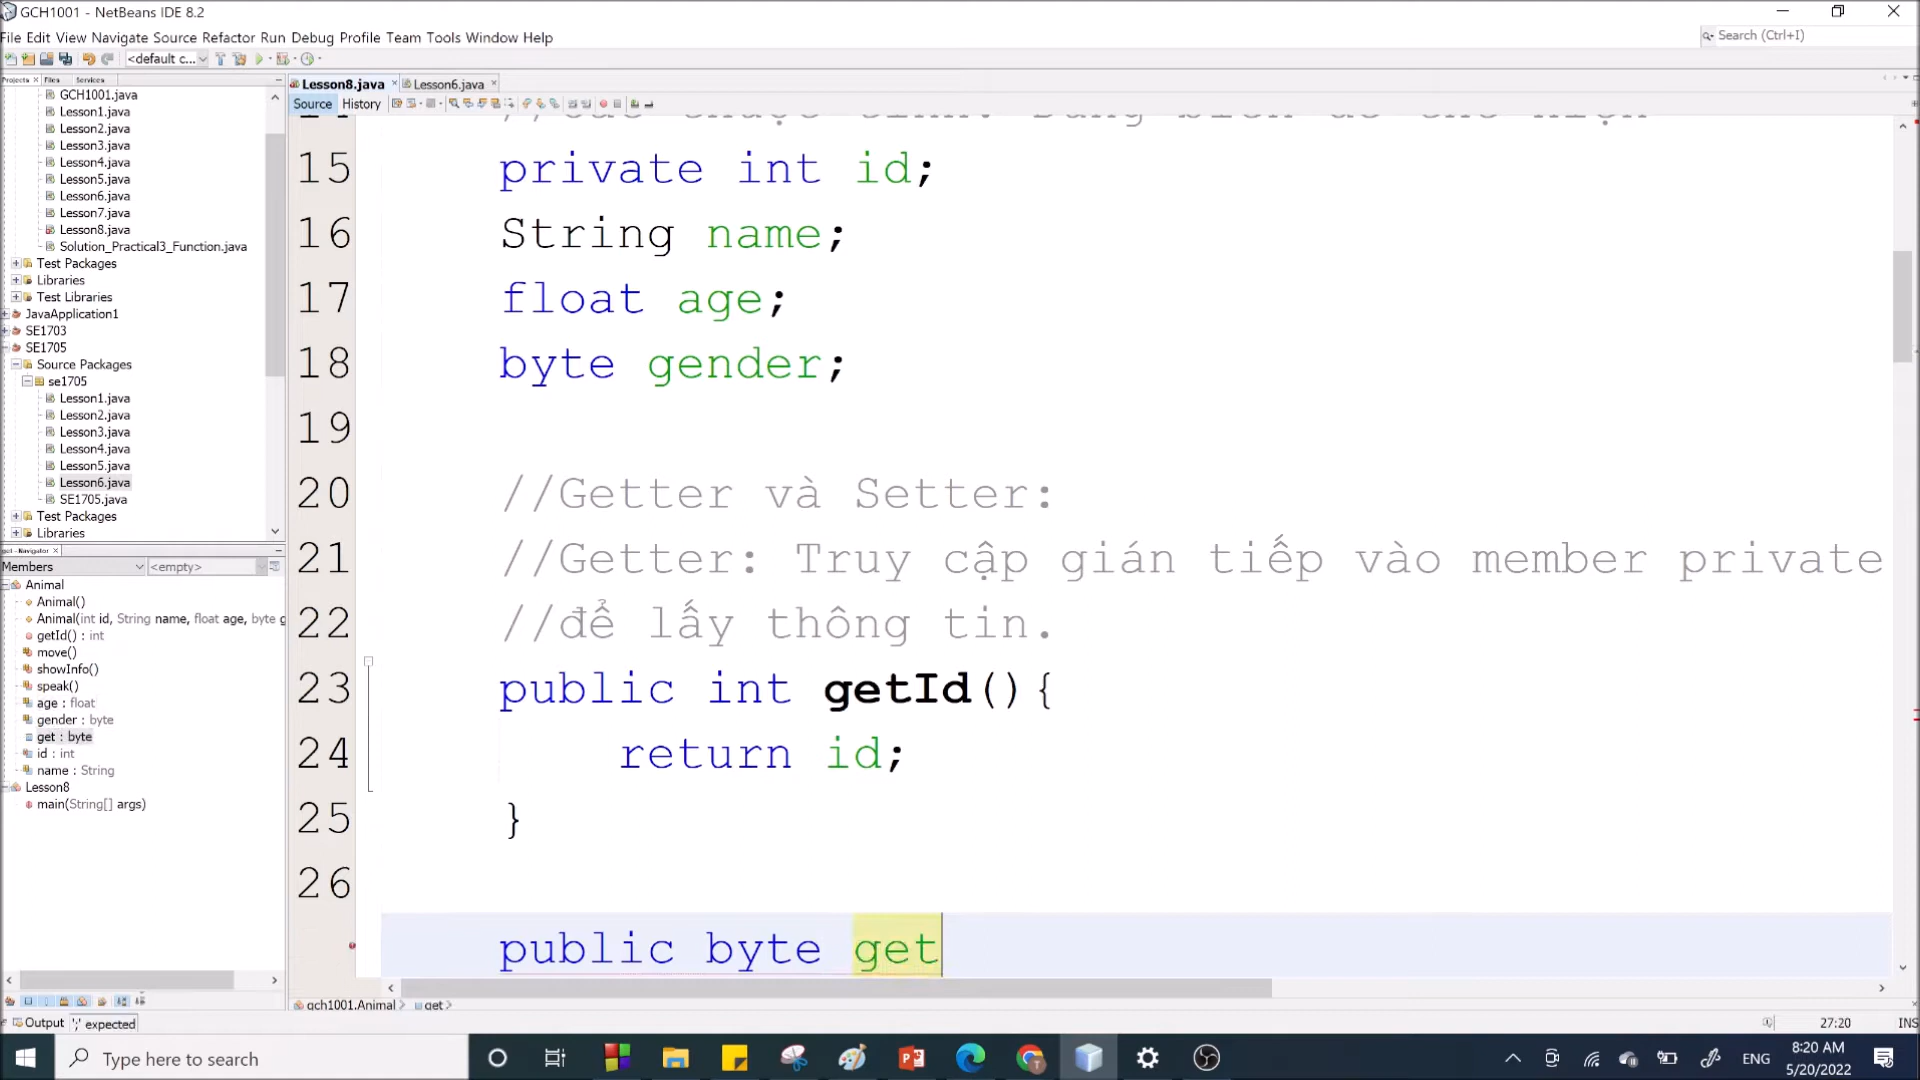 GCH1001 - NetBeans IDE 8.2
File Edit View Navigate Source Refactor Run Debug Profile Team Tools Window Help
Search (Ctrl+I)
<default c...
Projects Files Services
GCH1001.java
Lesson1.java
Lesson2.java
Lesson3.java
Lesson4.java
Lesson5.java
Lesson6.java
Lesson7.java
Lesson8.java
Solution_Practical3_Function.java
Test Packages
Libraries
Test Libraries
JavaApplication1
SE1703
SE1705
Source Packages
se1705
Lesson1.java
Lesson2.java
Lesson3.java
Lesson4.java
Lesson5.java
Lesson6.java
SE1705.java
Test Packages
Libraries
get - Navigator
Members <empty>
Animal
Animal()
Animal(int id, String name, float age, byte g
getId() : int
move()
showInfo()
speak()
age : float
gender : byte
get : byte
id : int
name : String
Lesson8
main(String[] args)
Lesson8.java Lesson6.java
Source History
15 private int id;
16 String name;
17 float age;
18 byte gender;
19
20 //Getter và Setter:
21 //Getter: Truy cập gián tiếp vào member private
22 //để lấy thông tin.
23 public int getId(){
24 return id;
25 }
26
public byte get
gch1001.Animal get
Output ';' expected
27:20 INS
Type here to search
ENG
8:20 AM
5/20/2022